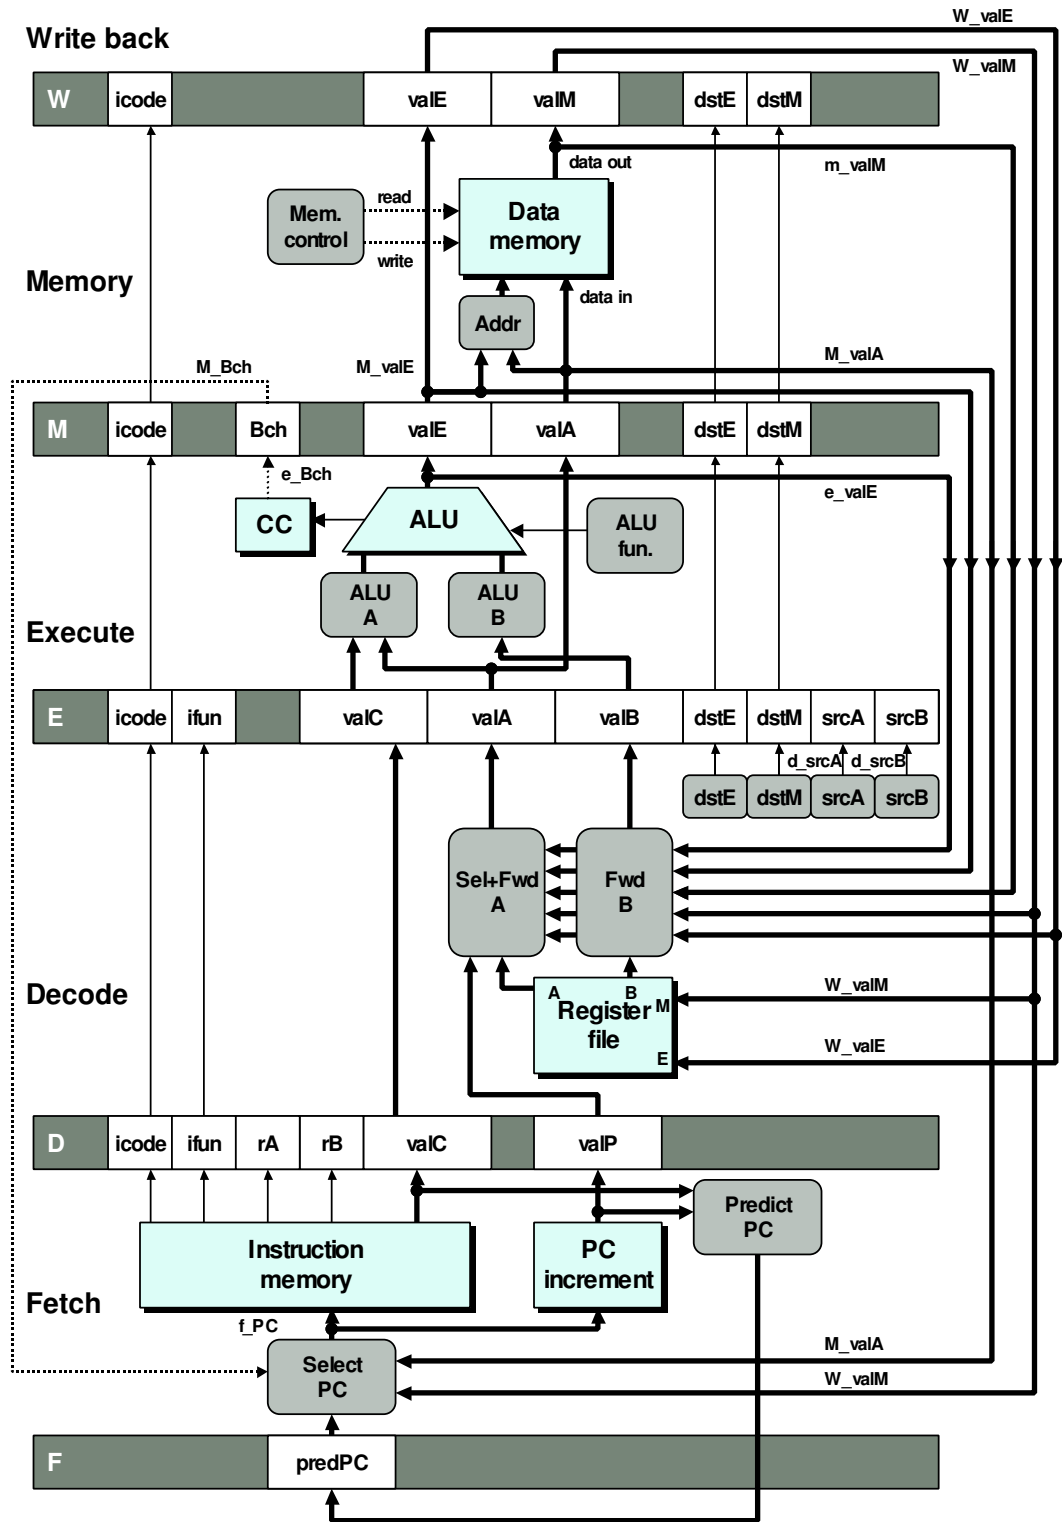 W_valE
Write back
W_valM
W icode valE valM dstE dstM
data out
m_valM
Mem.
control
read
write
Data
memory
Memory
data in
Addr
M_Bch
M_valE
M_valA
M icode Bch valE valA dstE dstM
e_Bch
e_valE
CC
ALU
ALU
fun.
ALU
A
ALU
B
Execute
E icode ifun valC valA valB dstE dstM srcA srcB
d_srcA d_srcB
dstE dstM srcA srcB
Sel+Fwd
A
Fwd
B
Decode
A B
Register
file
M
E
W_valM
W_valE
D icode ifun rA rB valC valP
Predict
PC
Instruction
memory
PC
increment
Fetch
f_PC
Select
PC
M_valA
W_valM
F predPC